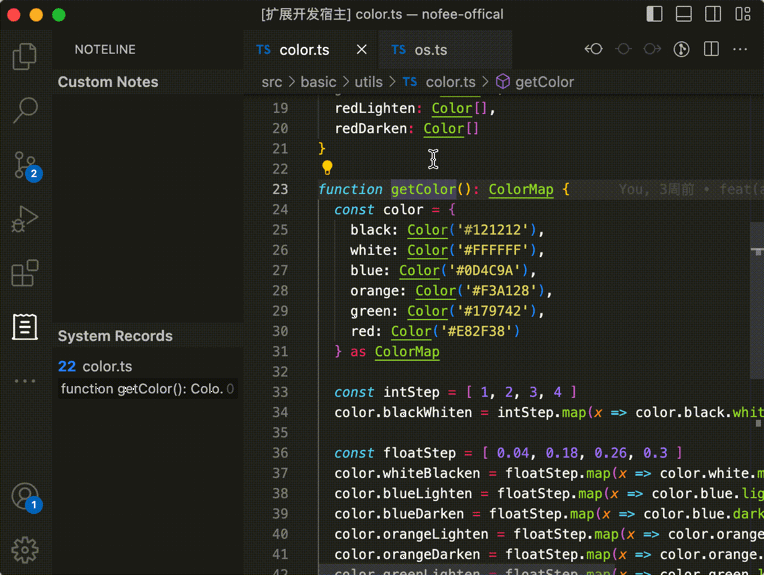 [扩展开发宿主] color.ts — nofee-offical
NOTELINE
TS color.ts
TS os.ts
Custom Notes
src > basic > utils > TS color.ts > getColor
19 redLighten: Color[],
20 redDarken: Color[]
21 }
22
23 function getColor(): ColorMap { You, 3周前 • feat(a
24 const color = {
25 black: Color('#121212'),
26 white: Color('#FFFFFF'),
27 blue: Color('#0D4C9A'),
28 orange: Color('#F3A128'),
29 green: Color('#179742'),
30 red: Color('#E82F38')
31 } as ColorMap
32
33 const intStep = [ 1, 2, 3, 4 ]
34 color.blackWhiten = intStep.map(x => color.black.whit
35
36 const floatStep = [ 0.04, 0.18, 0.26, 0.3 ]
37 color.whiteBlacken = floatStep.map(x => color.white.m
38 color.blueLighten = floatStep.map(x => color.blue.lig
39 color.blueDarken = floatStep.map(x => color.blue.dark
40 color.orangeLighten = floatStep.map(x => color.orange
41 color.orangeDarken = floatStep.map(x => color.orange.
42 color.greenLighten = floatStep.map(x => color.green.l
2
System Records
22 color.ts
function getColor(): Colo. 0
1